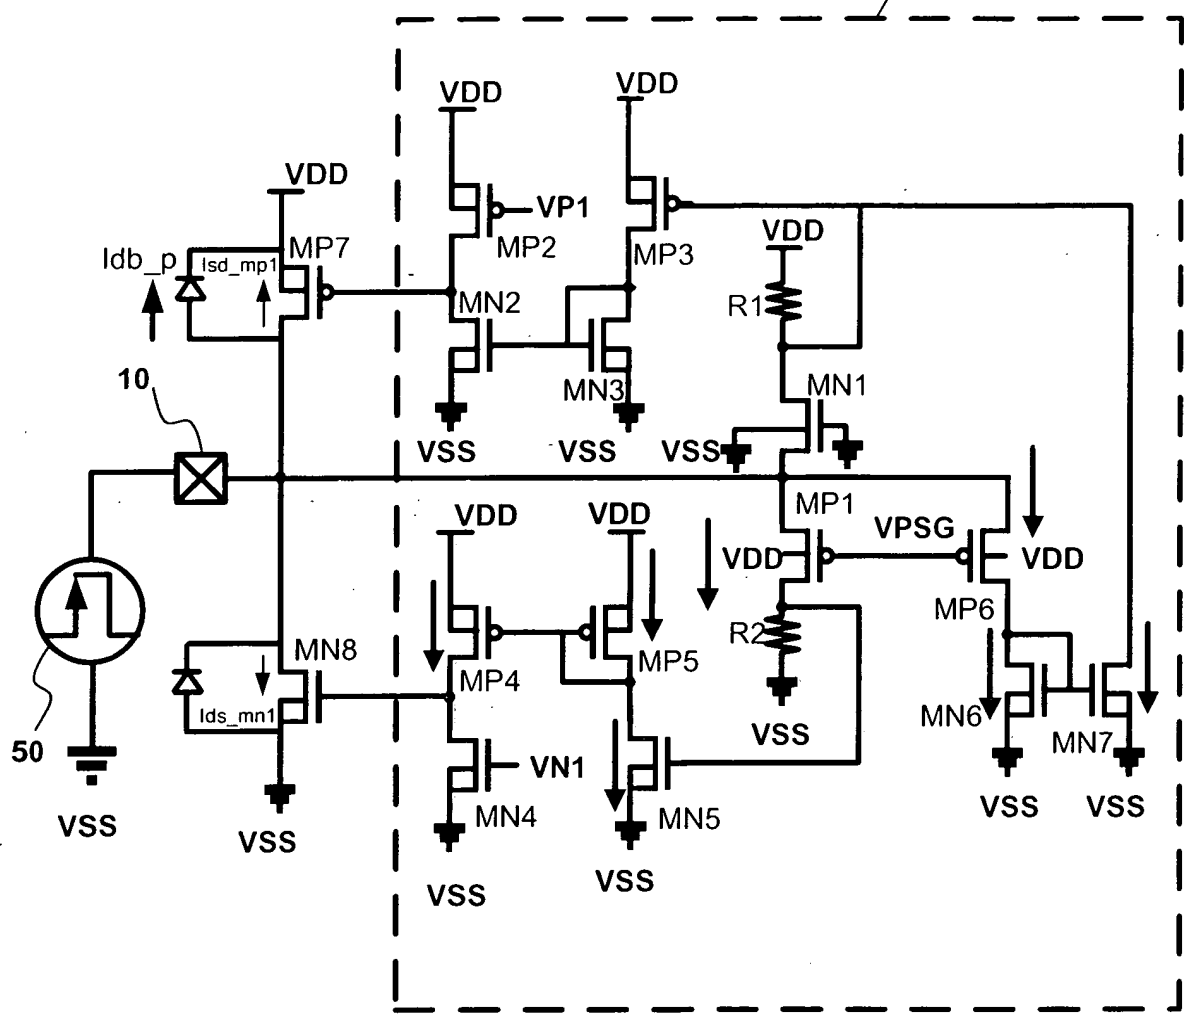 VDD
VDD
VDD
VP1
MP2
MP7
MP3
VDD
Idb_p
Isd_mp1
MN2
R1
10
MN3
MN1
VSS
VSS
VSS
MP1
VDD
VDD
VPSG
VDD
VDD
MP6
R2
MN8
MP4
MP5
Ids_mn1
MN6
MN7
50
VSS
VN1
MN4
MN5
VSS
VSS
VSS
VSS
VSS
VSS